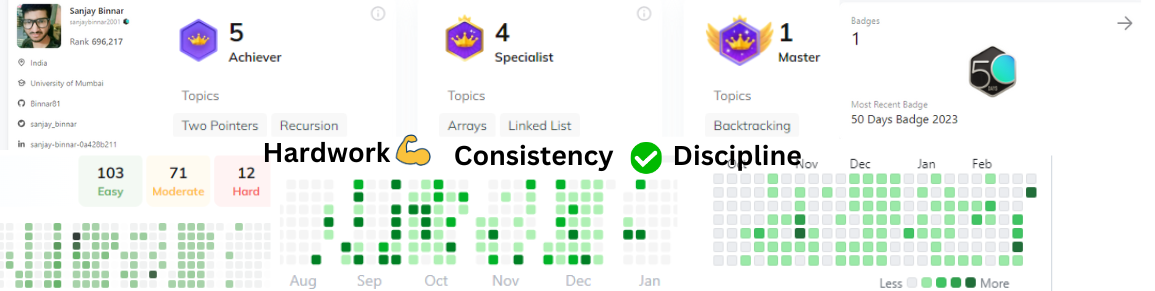 Sanjay Binnar
sanjaybinnar2001
Rank 696,217
India
University of Mumbai
Binnar81
sanjay_binnar
sanjay-binnar-0a428b211
5
Achiever
Topics
Two Pointers Recursion
4
Specialist
Topics
Arrays Linked List
1
Master
Topics
Backtracking
Badges
1
50
DAYS
Most Recent Badge
50 Days Badge 2023
Hardwork Consistency Discipline
103 71 12
Easy Moderate Hard
Aug Sep Oct Nov Dec Jan
Oct Nov Dec Jan Feb
Less More